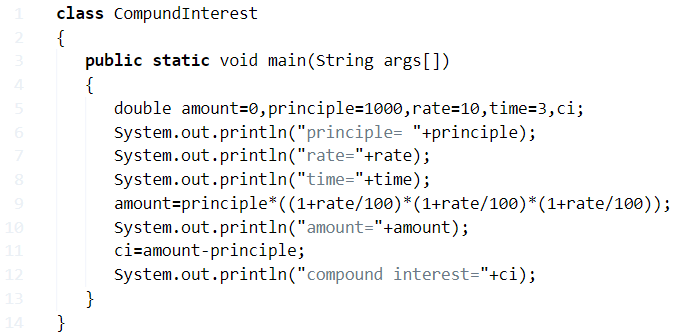 1 class CompundInterest
2 {
3 public static void main(String args[])
4 {
5 double amount=0,principle=1000,rate=10,time=3,ci;
6 System.out.println("principle= "+principle);
7 System.out.println("rate="+rate);
8 System.out.println("time="+time);
9 amount=principle*((1+rate/100)*(1+rate/100)*(1+rate/100));
10 System.out.println("amount="+amount);
11 ci=amount-principle;
12 System.out.println("compound interest="+ci);
13 }
14 }